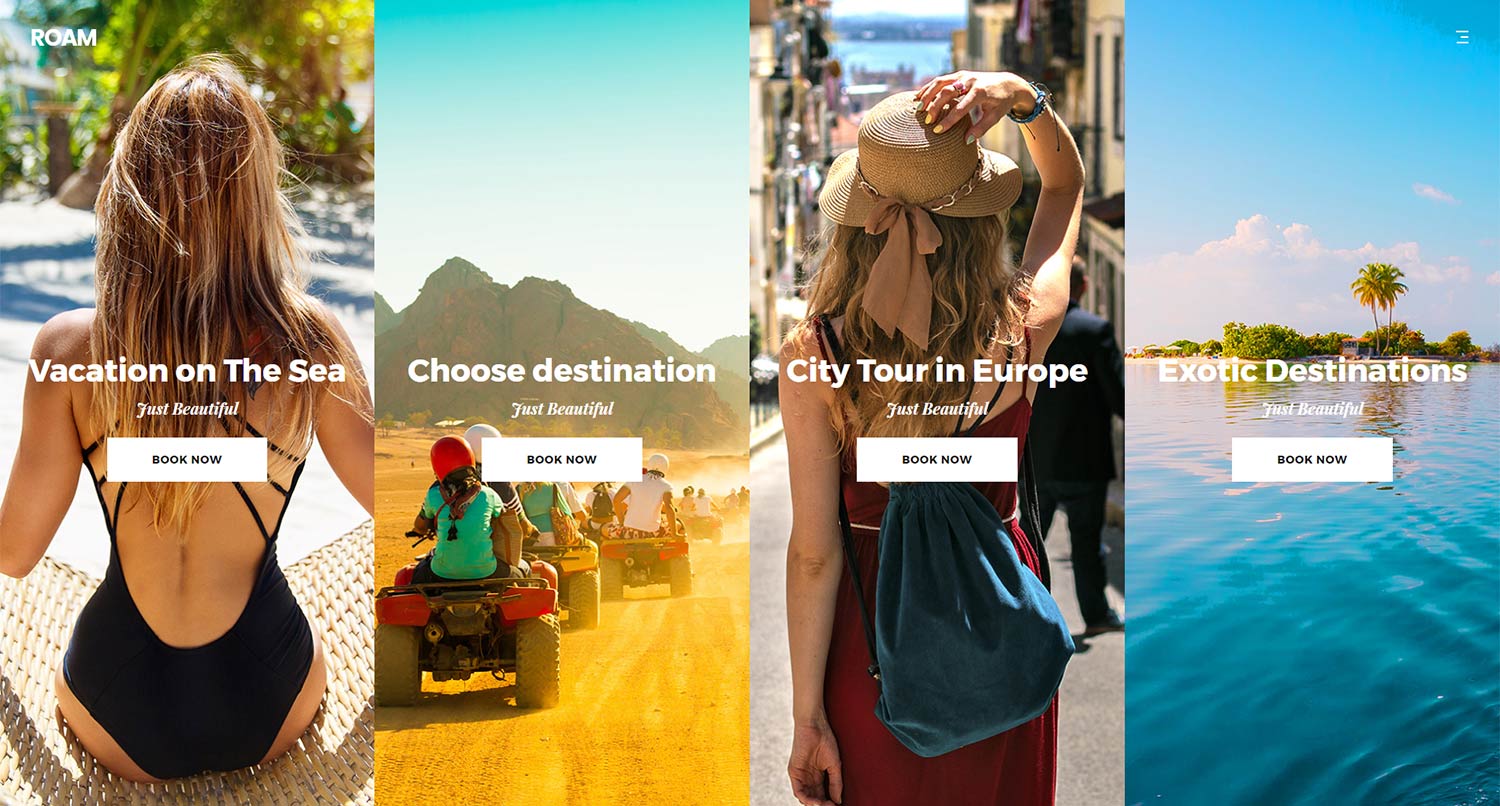 ROAM
Vacation on The Sea
Just Beautiful
BOOK NOW
Choose destination
Just Beautiful
BOOK NOW
City Tour in Europe
Just Beautiful
BOOK NOW
Exotic Destinations
Just Beautiful
BOOK NOW